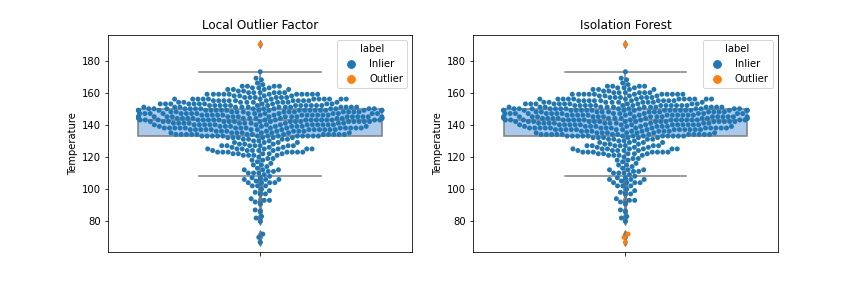 Local Outlier Factor
label
Inlier
Outlier
Temperature
180
160
140
120
100
80
Isolation Forest
label
Inlier
Outlier
Temperature
180
160
140
120
100
80